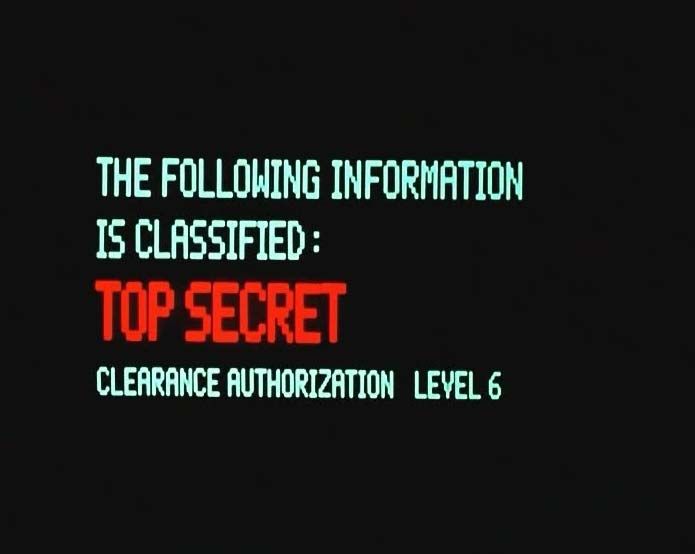 THE FOLLOWING INFORMATION
IS CLASSIFIED:
TOP SECRET
CLEARANCE AUTHORIZATION LEVEL 6